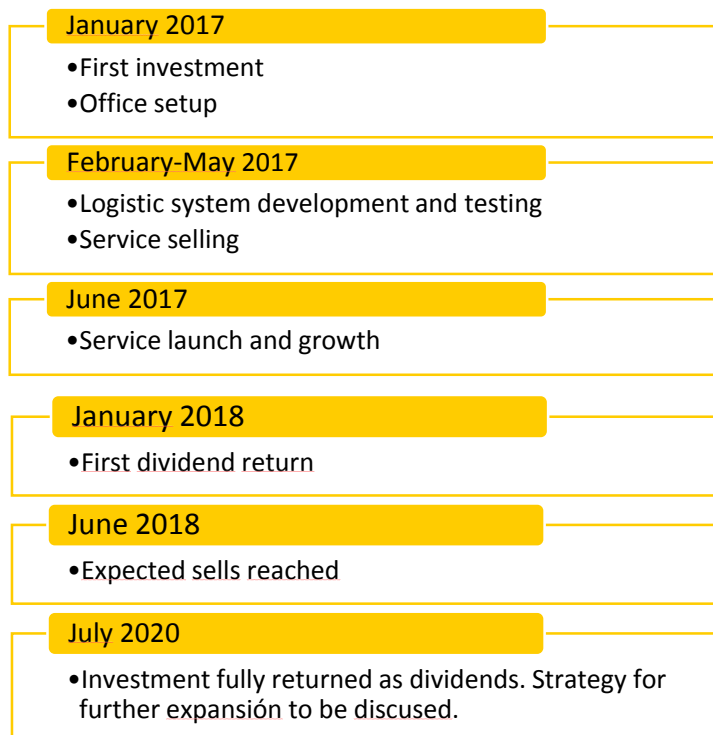 January 2017
•First investment
•Office setup
February-May 2017
•Logistic system development and testing
•Service selling
June 2017
•Service launch and growth
January 2018
•First dividend return
June 2018
•Expected sells reached
July 2020
•Investment fully returned as dividends. Strategy for
further expansión to be discused.